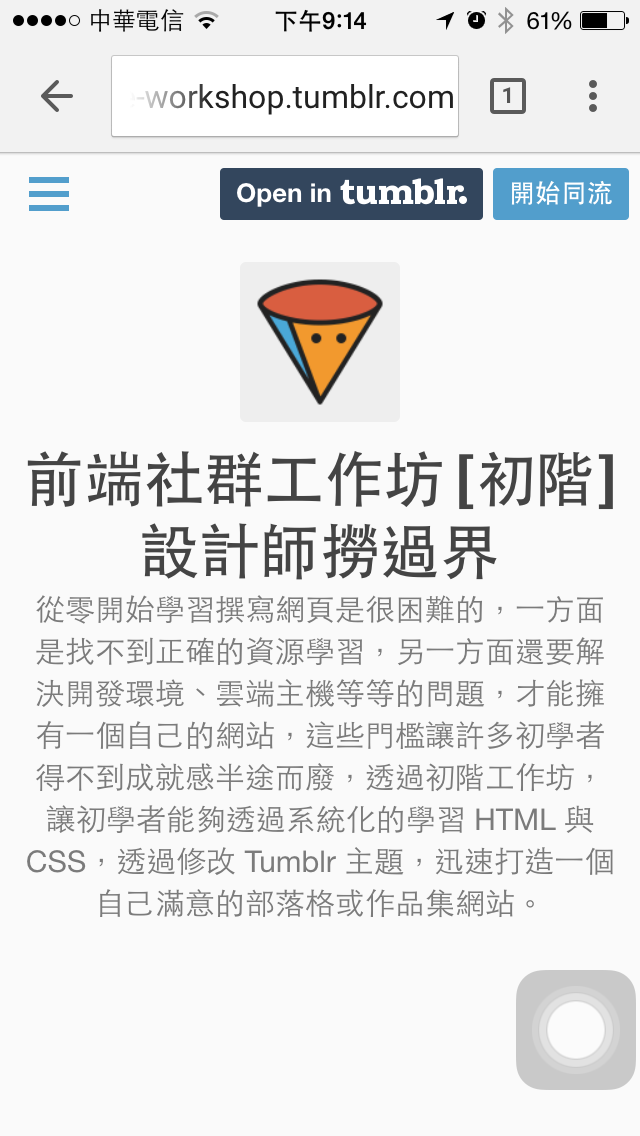 中華電信 下午9:14 61%
-workshop.tumblr.com 1
Open in tumblr. 開始同流
前端社群工作坊 [初階]
設計師撈過界
從零開始學習撰寫網頁是很困難的，一方面
是找不到正確的資源學習，另一方面還要解
決開發環境、雲端主機等等的問題，才能擁
有一個自己的網站，這些門檻讓許多初學者
得不到成就感半途而廢，透過初階工作坊，
讓初學者能夠透過系統化的學習 HTML 與
CSS，透過修改 Tumblr 主題，迅速打造一個
自己滿意的部落格或作品集網站。